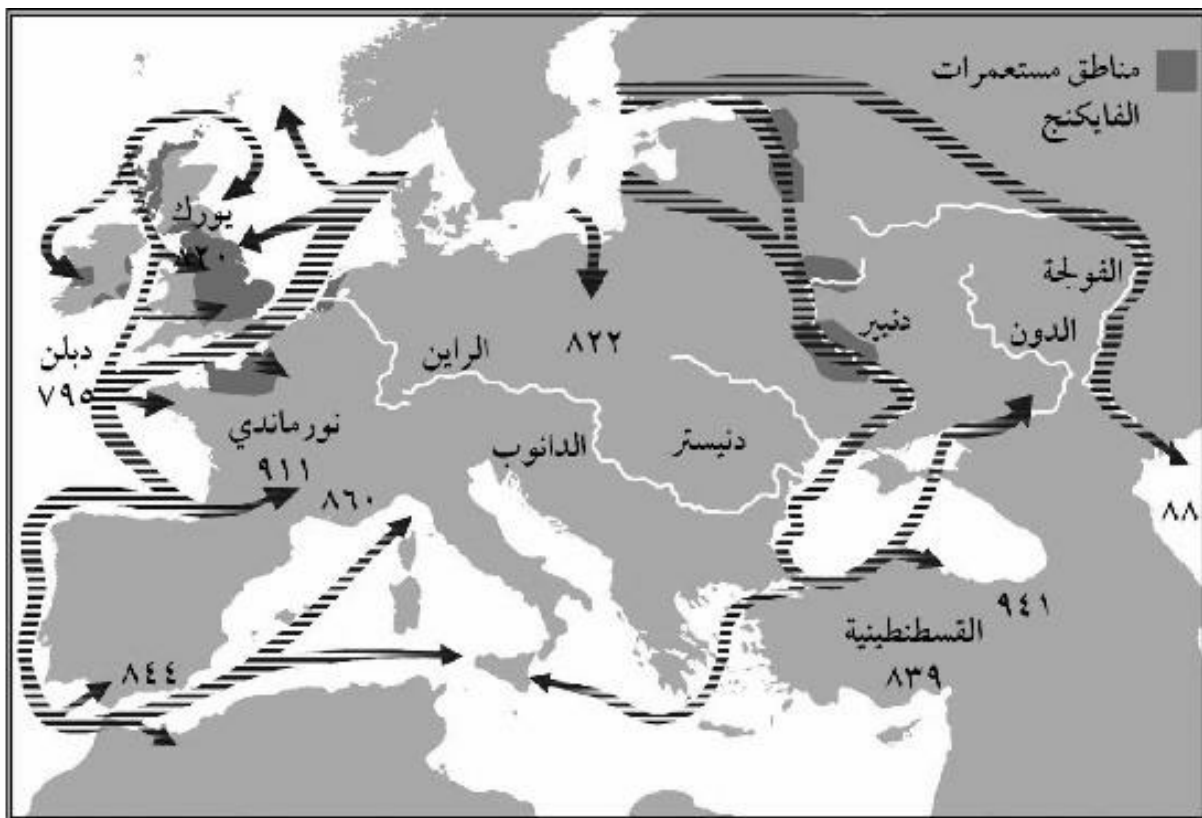 مناطق مستعمرات
الفايكنج
يورك
دبلن
٧٩٥
نورماندي
٩١١
٨٦٠
الراين
٨٢٢
الدانوب
دنيستر
دنيبر
الدون
الفولجة
٨٨
٩٤١
القسطنطينية
٨٣٩
٨٤٤